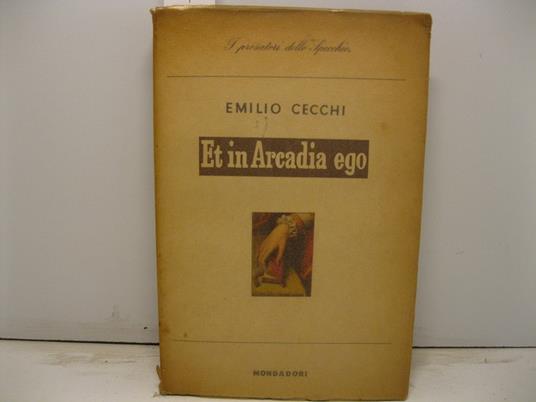 I prosatori dello "Specchio"
EMILIO CECCHI
Et in Arcadia ego
MONDADORI